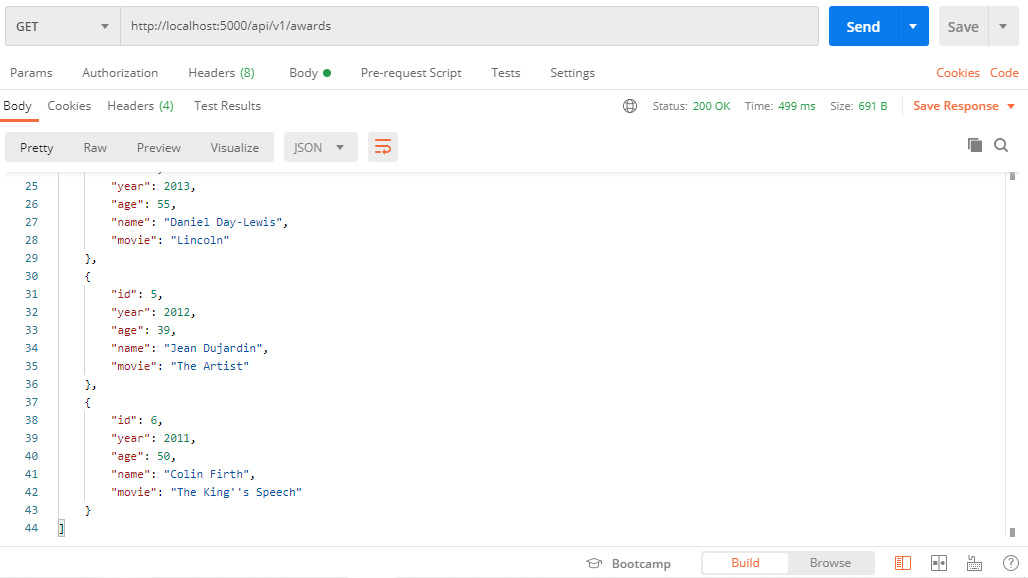 GET http://localhost:5000/api/v1/awards Send Save
Params Authorization Headers (8) Body Pre-request Script Tests Settings Cookies Code
Body Cookies Headers (4) Test Results Status: 200 OK Time: 499 ms Size: 691 B Save Response
Pretty Raw Preview Visualize JSON
25 "year": 2013,
26 "age": 55,
27 "name": "Daniel Day-Lewis",
28 "movie": "Lincoln"
29 },
30 {
31 "id": 5,
32 "year": 2012,
33 "age": 39,
34 "name": "Jean Dujardin",
35 "movie": "The Artist"
36 },
37 {
38 "id": 6,
39 "year": 2011,
40 "age": 50,
41 "name": "Colin Firth",
42 "movie": "The King''s Speech"
43 }
44 ]
Bootcamp Build Browse